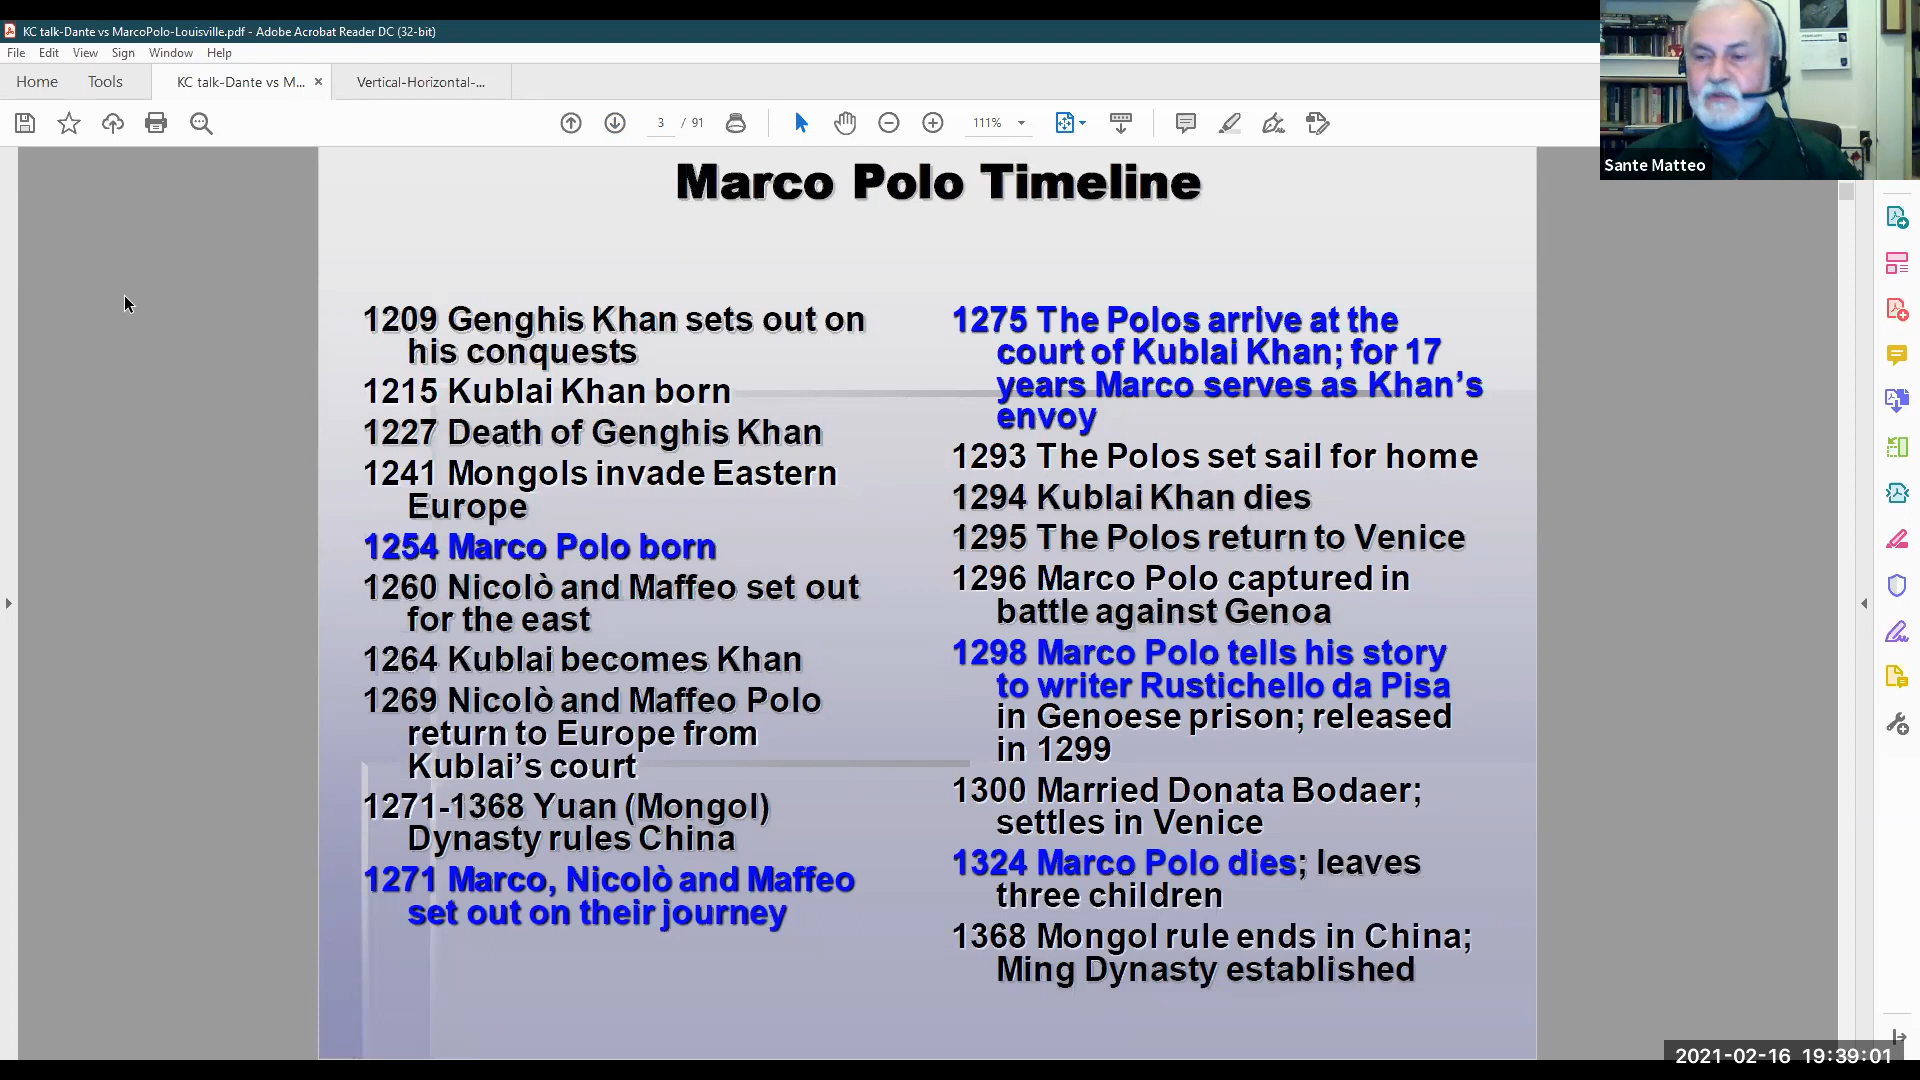 KC talk-Dante vs MarcoPolo-Louisville.pdf - Adobe Acrobat Reader DC (32-bit)
File Edit View Sign Window Help
Home Tools KC talk-Dante vs M... × Vertical-Horizontal-...
3 / 91 111%
Sante Matteo
Marco Polo Timeline
1209 Genghis Khan sets out on
his conquests
1215 Kublai Khan born
1227 Death of Genghis Khan
1241 Mongols invade Eastern
Europe
1254 Marco Polo born
1260 Nicolò and Maffeo set out
for the east
1264 Kublai becomes Khan
1269 Nicolò and Maffeo Polo
return to Europe from
Kublai’s court
1271-1368 Yuan (Mongol)
Dynasty rules China
1271 Marco, Nicolò and Maffeo
set out on their journey
1275 The Polos arrive at the
court of Kublai Khan; for 17
years Marco serves as Khan’s
envoy
1293 The Polos set sail for home
1294 Kublai Khan dies
1295 The Polos return to Venice
1296 Marco Polo captured in
battle against Genoa
1298 Marco Polo tells his story
to writer Rustichello da Pisa
in Genoese prison; released
in 1299
1300 Married Donata Bodaer;
settles in Venice
1324 Marco Polo dies; leaves
three children
1368 Mongol rule ends in China;
Ming Dynasty established
2021-02-16 19:39:01